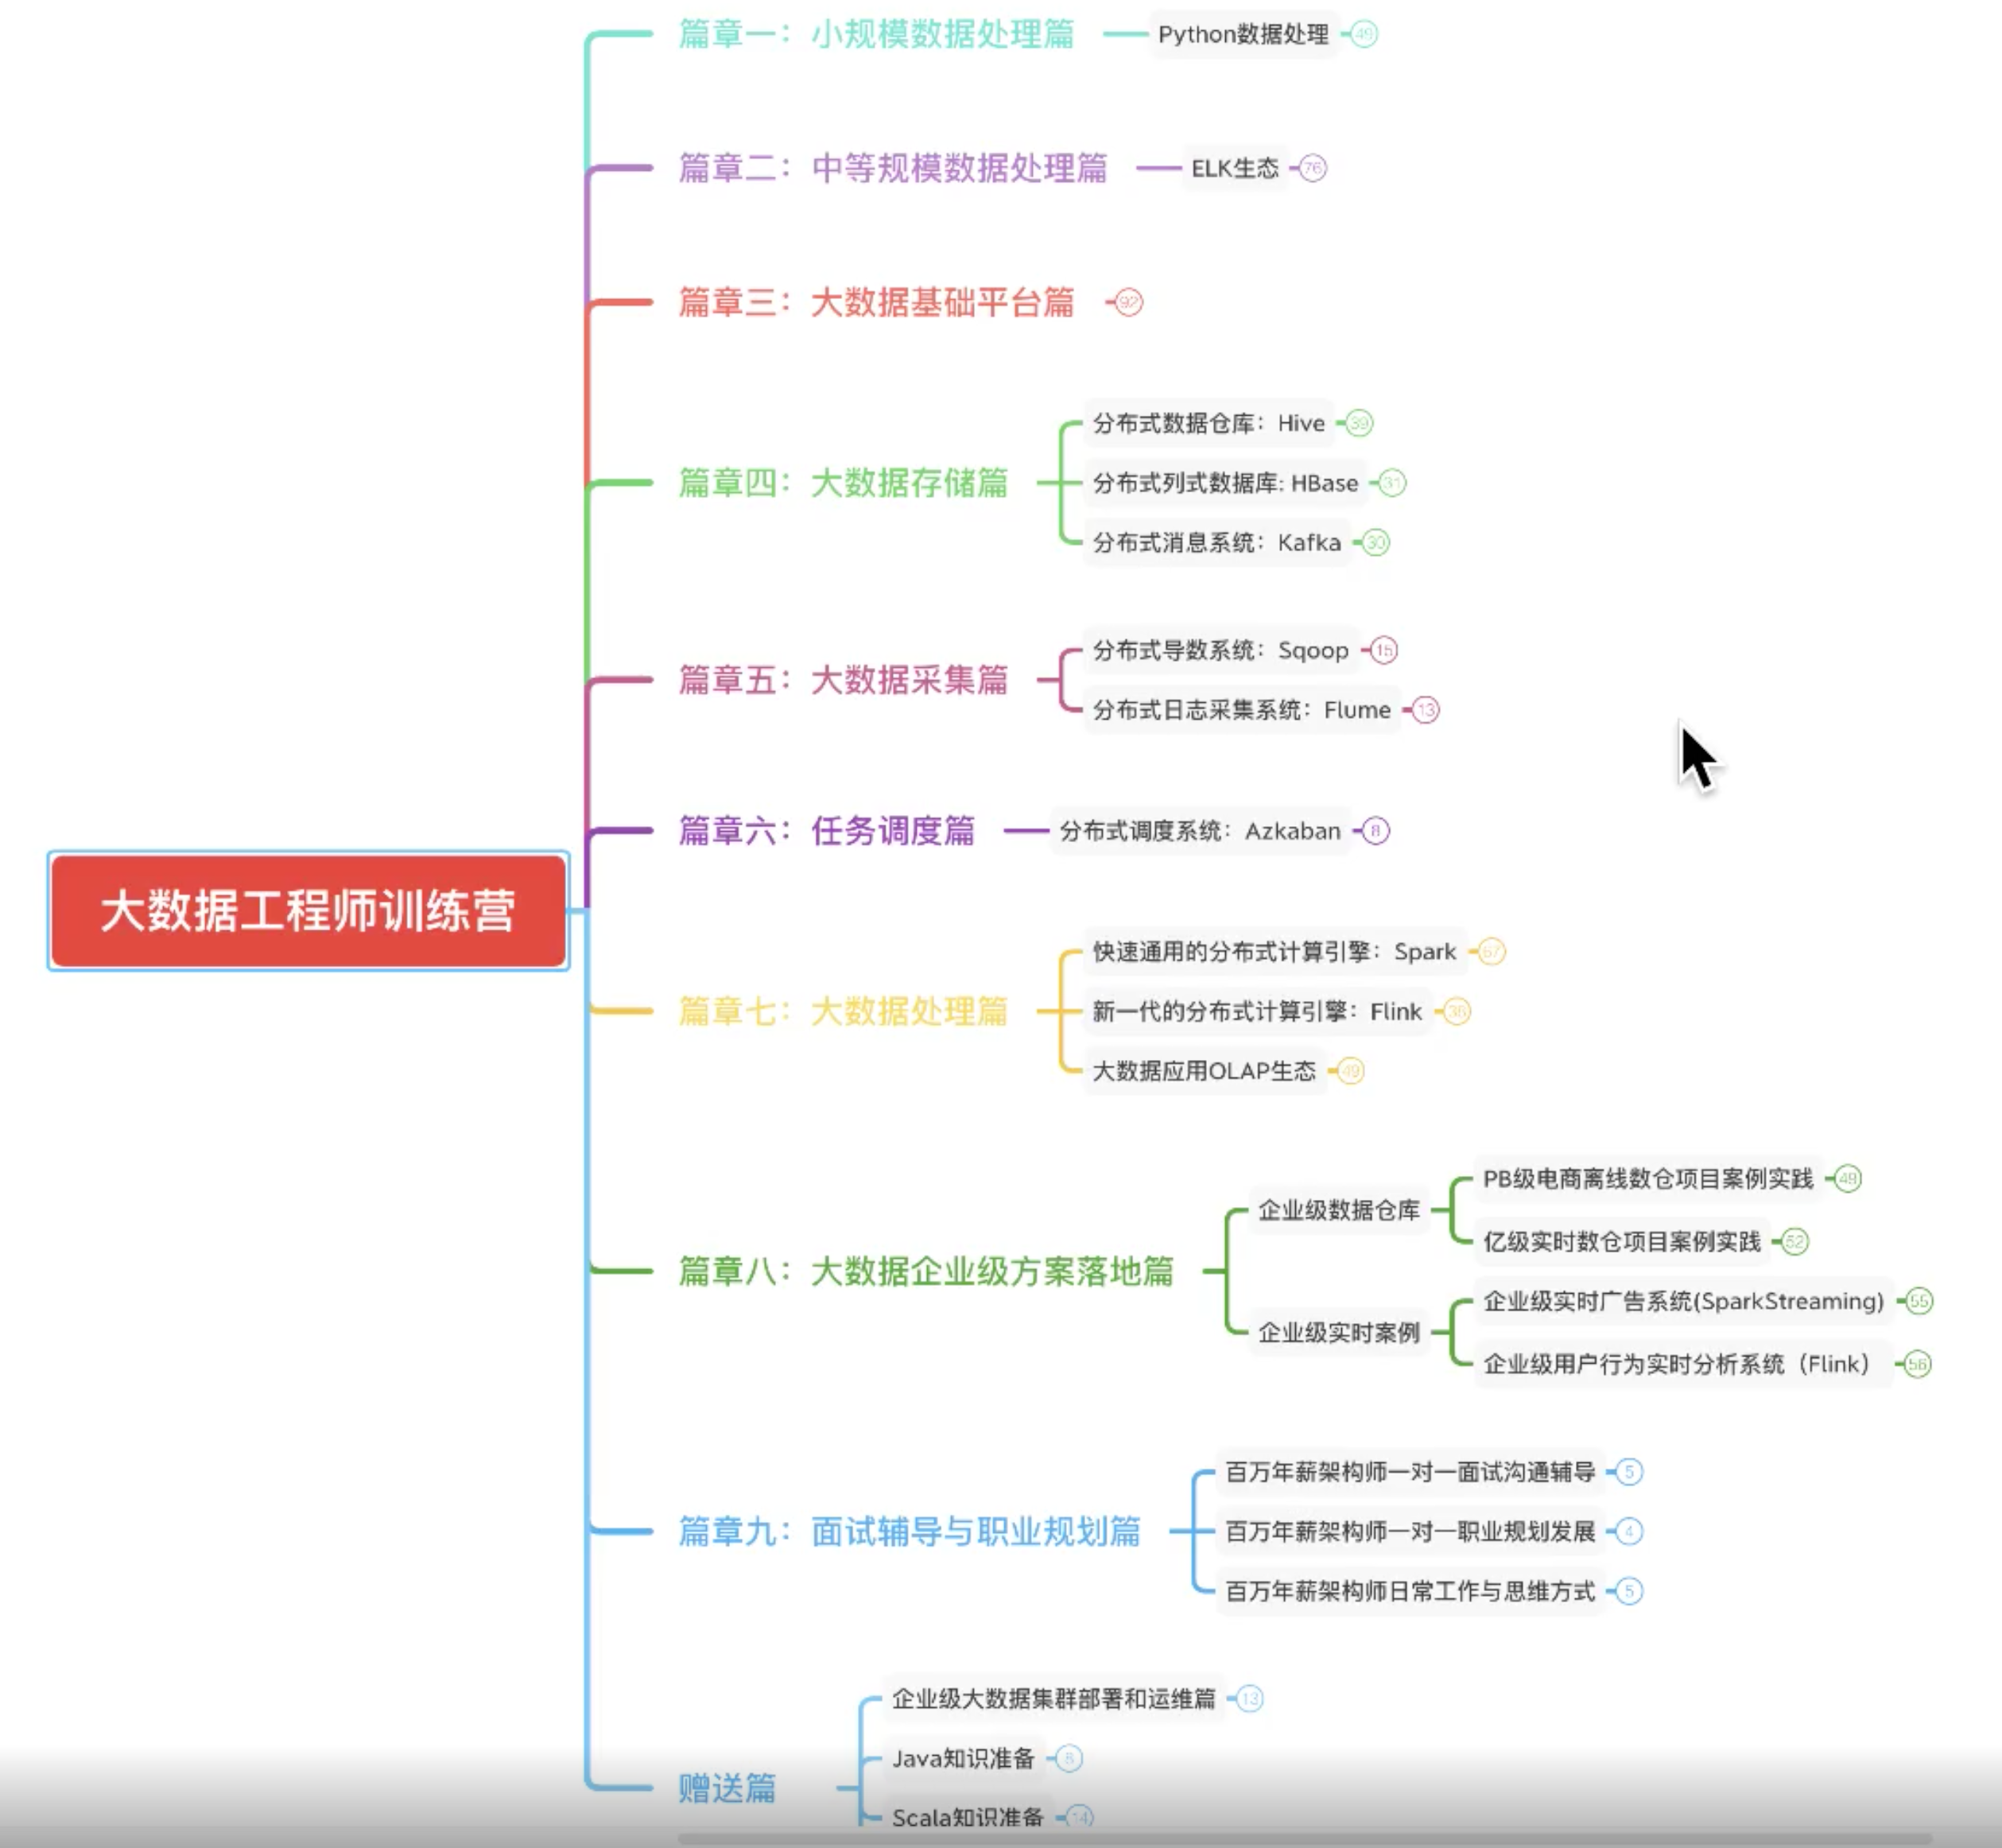 篇章一：小规模数据处理篇
Python数据处理 49
篇章二：中等规模数据处理篇
ELK生态 76
篇章三：大数据基础平台篇 92
分布式数据仓库：Hive 39
篇章四：大数据存储篇
分布式列式数据库: HBase 31
分布式消息系统：Kafka 30
分布式导数系统：Sqoop 15
篇章五：大数据采集篇
分布式日志采集系统：Flume 13
篇章六：任务调度篇
分布式调度系统：Azkaban 8
大数据工程师训练营
快速通用的分布式计算引擎：Spark 67
篇章七：大数据处理篇
新一代的分布式计算引擎：Flink 36
大数据应用OLAP生态 49
PB级电商离线数仓项目案例实践 49
企业级数据仓库
亿级实时数仓项目案例实践 52
篇章八：大数据企业级方案落地篇
企业级实时广告系统(SparkStreaming) 55
企业级实时案例
企业级用户行为实时分析系统（Flink） 56
百万年薪架构师一对一面试沟通辅导 5
篇章九：面试辅导与职业规划篇
百万年薪架构师一对一职业规划发展 4
百万年薪架构师日常工作与思维方式 5
企业级大数据集群部署和运维篇 13
Java知识准备 8
赠送篇
Scala知识准备 14